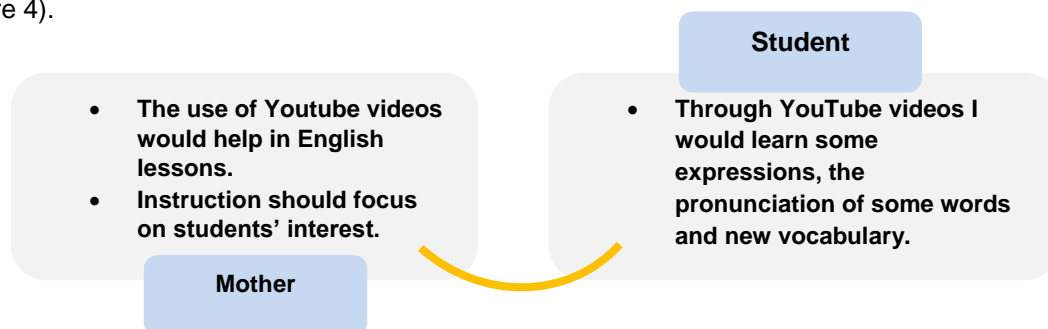 re 4).
Student
• The use of Youtube videos
would help in English
lessons.
• Instruction should focus
on students’ interest.
Mother
• Through YouTube videos I
would learn some
expressions, the
pronunciation of some words
and new vocabulary.